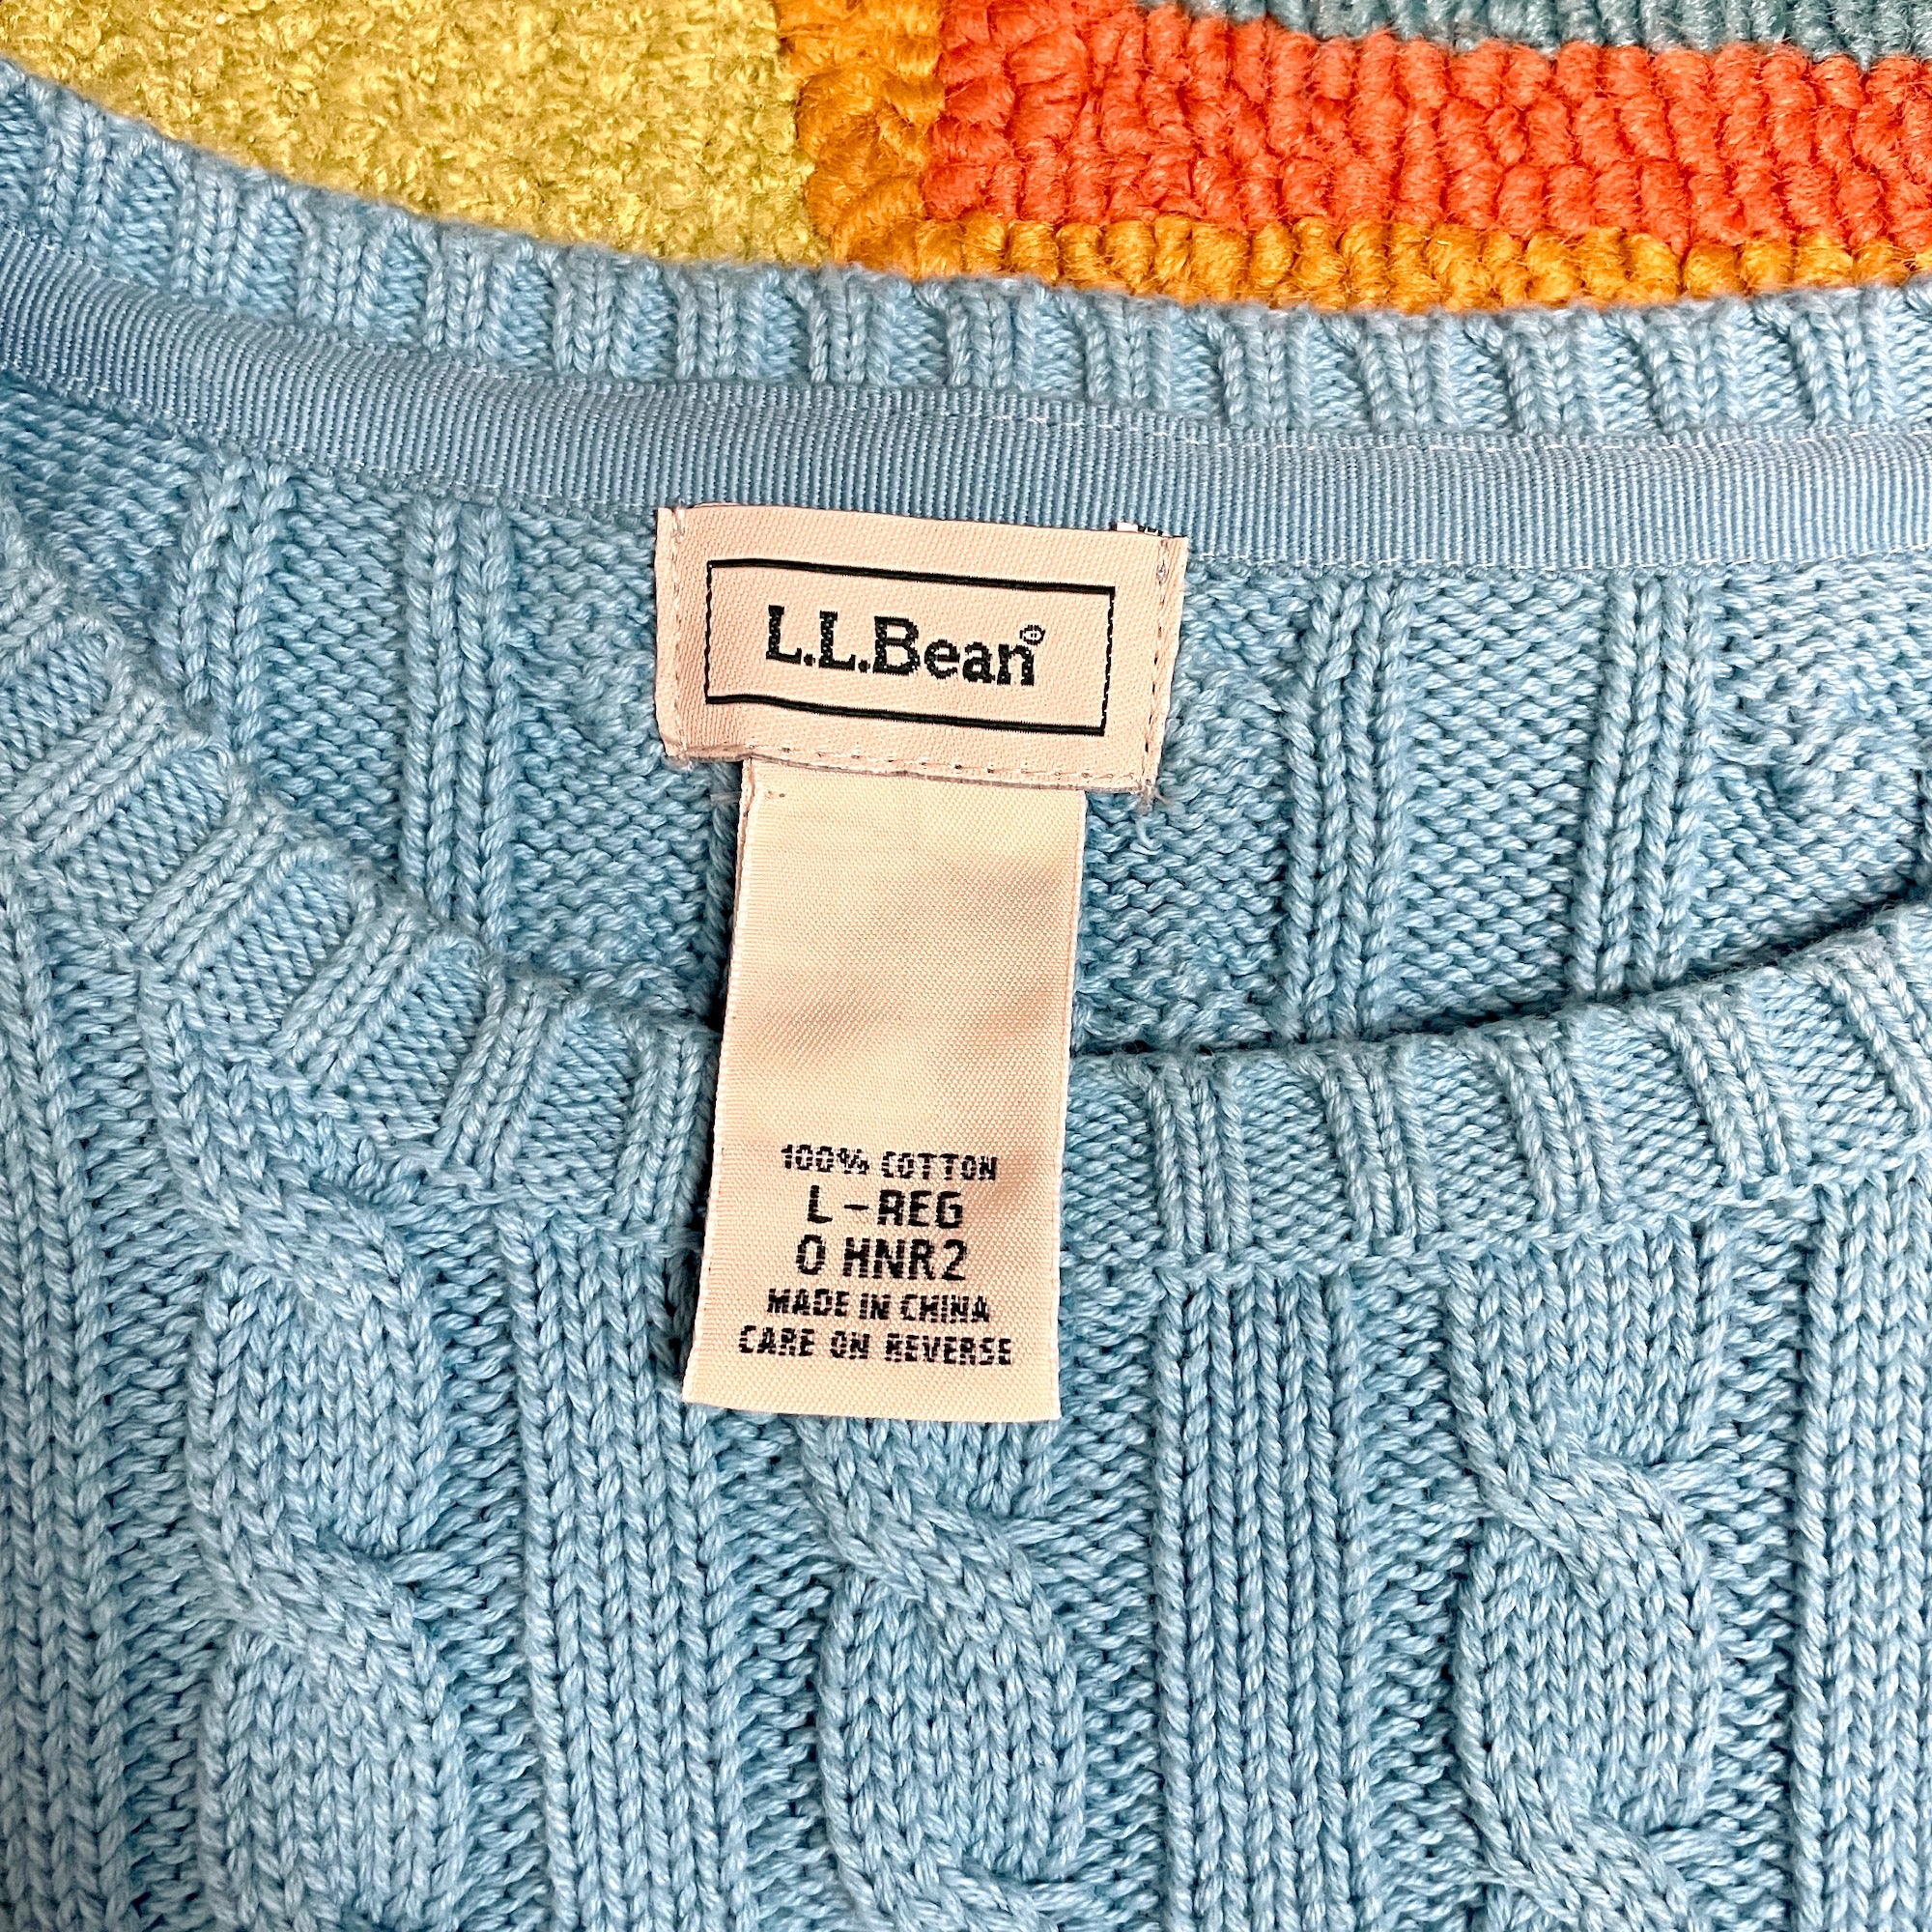 L.L.Bean®
100% COTTON
L-REG
0 HNR2
MADE IN CHINA
CARE ON REVERSE